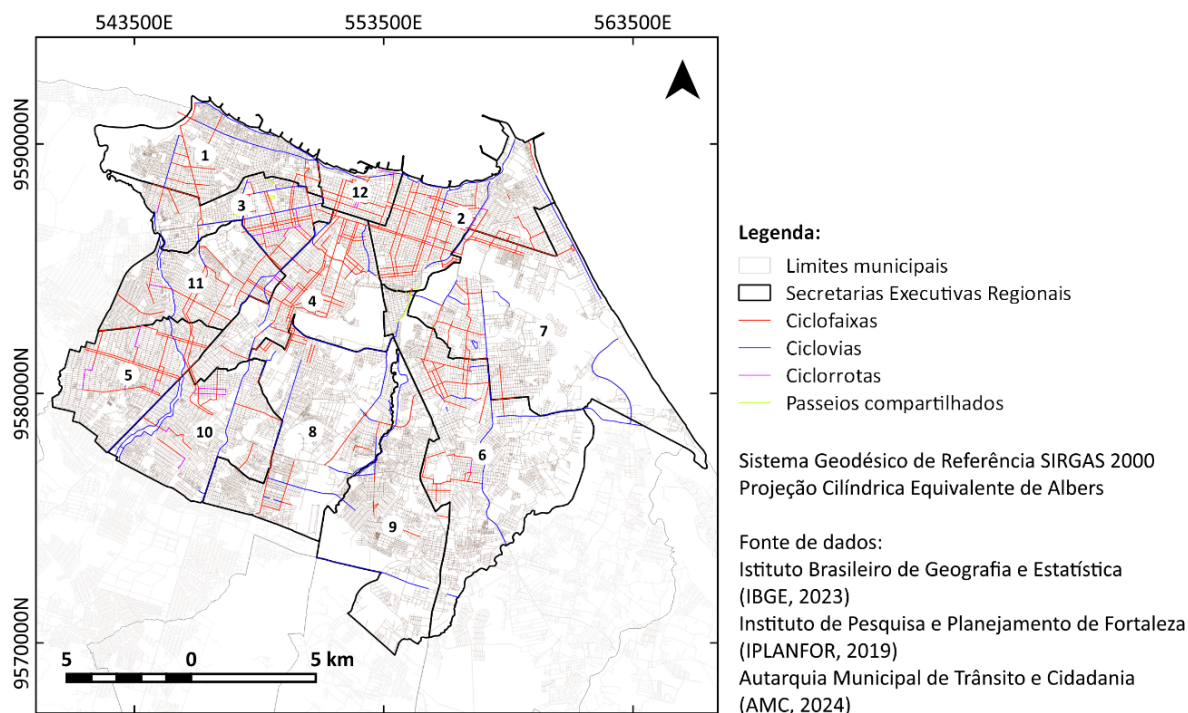 543500E
553500E
563500E
9590000N
9580000N
9570000N
1
12
3
2
11
4
7
5
10
8
6
9
5
0
5 km
Legenda:
Limites municipais
Secretarias Executivas Regionais
Ciclofaixas
Ciclovias
Ciclorrotas
Passeios compartilhados
Sistema Geodésico de Referência SIRGAS 2000
Projeção Cilíndrica Equivalente de Albers
Fonte de dados:
Istituto Brasileiro de Geografia e Estatística
(IBGE, 2023)
Instituto de Pesquisa e Planejamento de Fortaleza
(IPLANFOR, 2019)
Autarquia Municipal de Trânsito e Cidadania
(AMC, 2024)